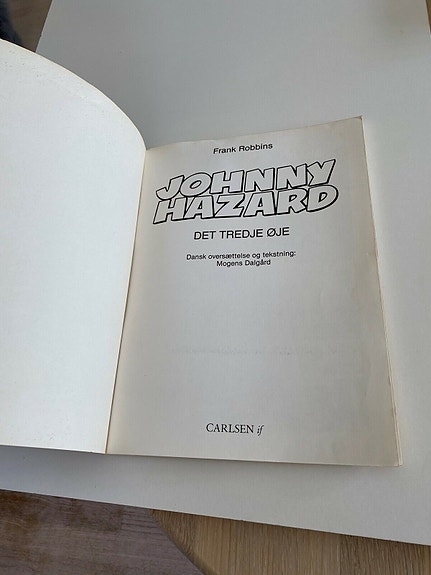 Frank Robbins
JOHNNY
HAZARD
DET TREDJE ØJE
Dansk oversættelse og tekstning:
Mogens Dalgård
CARLSEN if